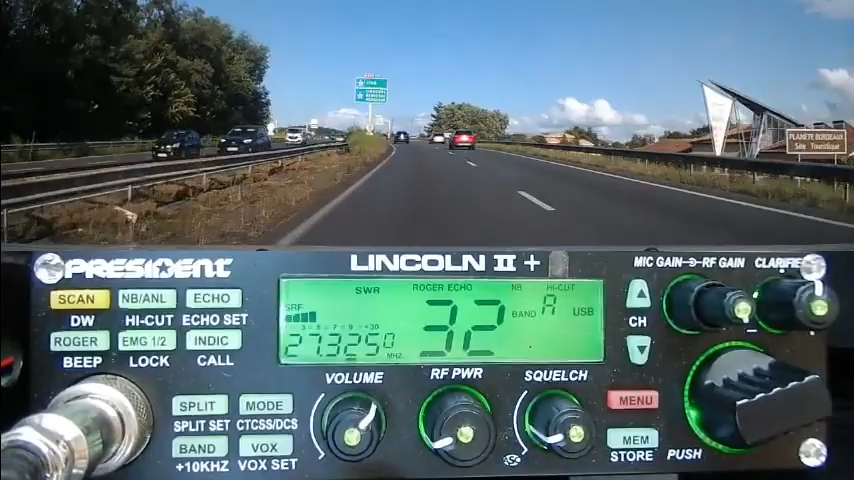 PLANETE BORDEAUX
Site Touristique
PRESIDENT
LINCOLN II +
MIC GAIN RF GAIN CLARIFIER
SCAN NB/ANL ECHO
DW HI-CUT ECHO SET
ROGER EMG 1/2 INDIC
BEEP LOCK CALL
SPLIT MODE
SPLIT SET CTCSS/DCS
BAND VOX
+10KHZ VOX SET
SWR ROGER ECHO NB HI-CUT
SRF
32 BAND A USB
27.3250 MHZ
CH
VOLUME RF PWR SQUELCH
MENU
MEM
STORE
PUSH
ASC